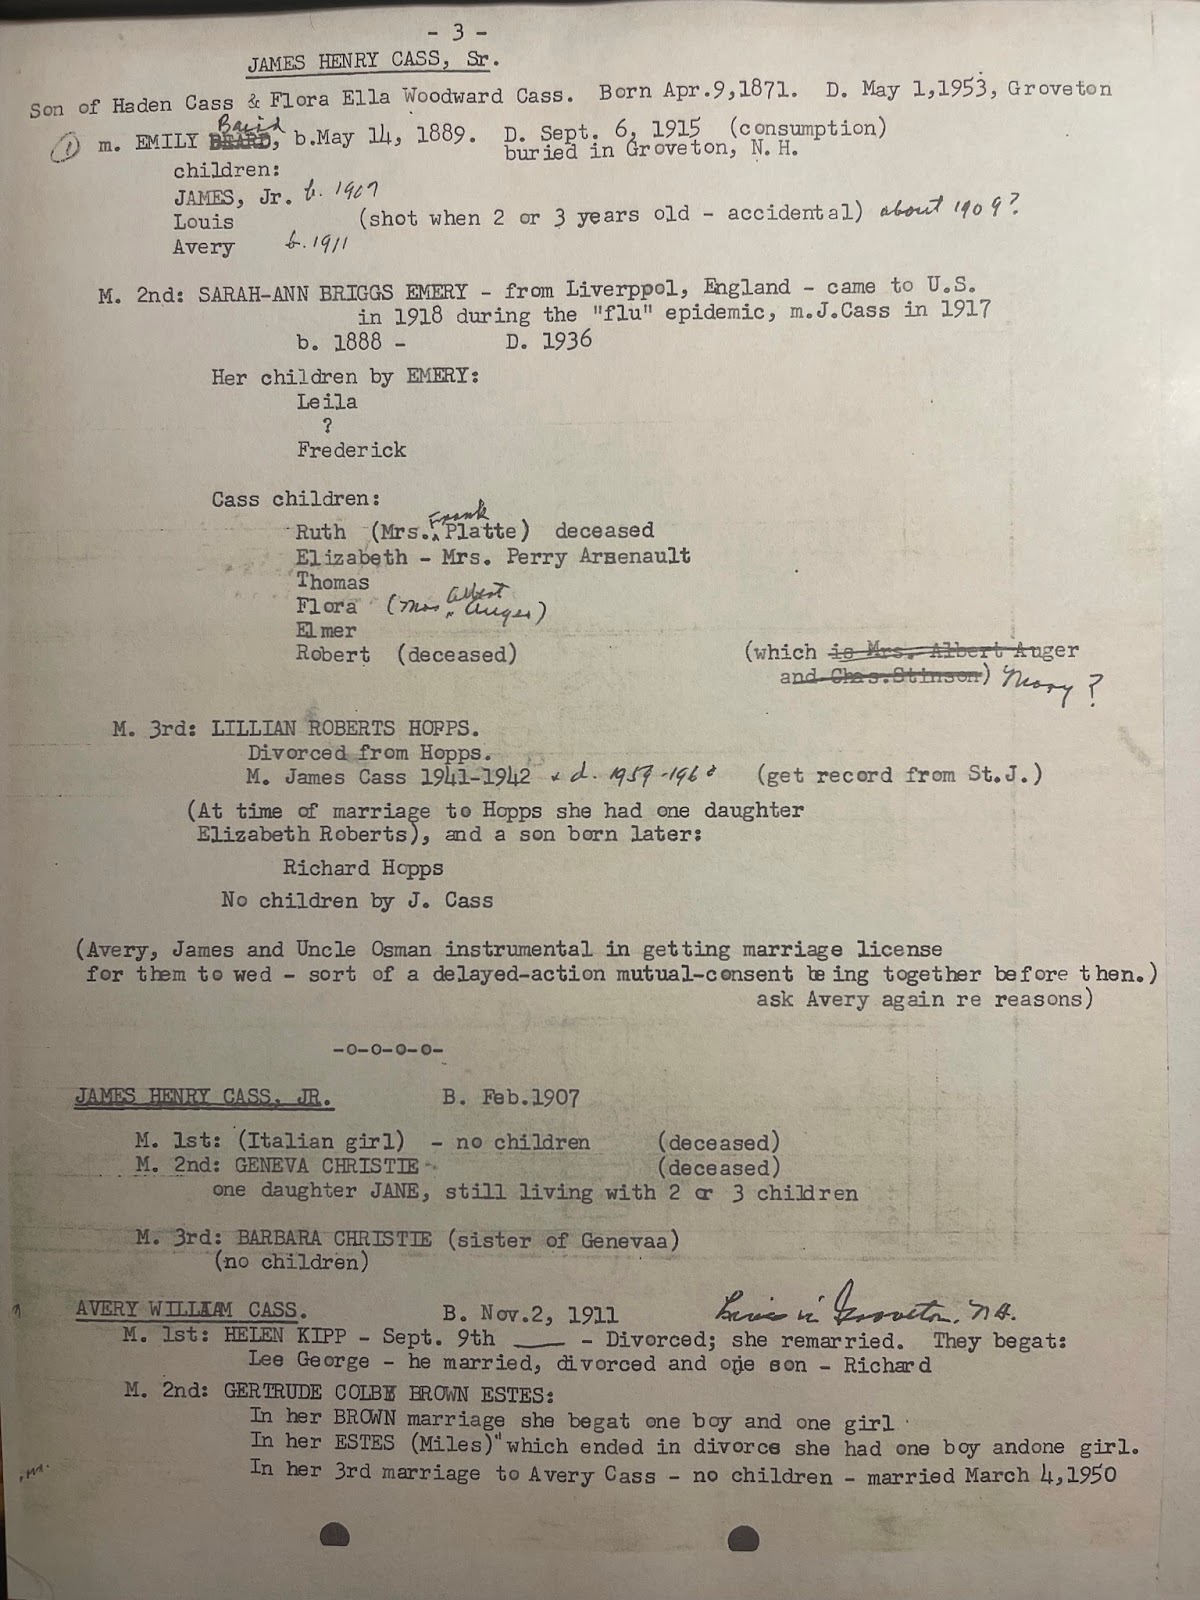 - 3 -
JAMES HENRY CASS, Sr.
Son of Haden Cass & Flora Ella Woodward Cass. Born Apr.9,1871. D. May 1,1953, Groveton
Baird
(1) m. EMILY BEARD, b.May 14, 1889. D. Sept. 6, 1915 (consumption)
buried in Groveton, N. H.
children:
JAMES, Jr. b. 1907
Louis (shot when 2 or 3 years old - accidental) about 1909?
Avery b. 1911
M. 2nd: SARAH-ANN BRIGGS EMERY - from Liverppol, England - came to U.S.
in 1918 during the "flu" epidemic, m.J.Cass in 1917
b. 1888 - D. 1936
Her children by EMERY:
Leila
?
Frederick
Cass children:
Frank
Ruth (Mrs. Platte) deceased
Elizabeth - Mrs. Perry Arsenault
Thomas
Albert
Flora (Mrs. Auger)
Elmer
Robert (deceased) (which is Mrs. Albert Auger
and Chas.Stinson) Mary?
M. 3rd: LILLIAN ROBERTS HOPPS.
Divorced from Hopps.
M. James Cass 1941-1942 & d. 1959-1960 (get record from St.J.)
(At time of marriage to Hopps she had one daughter
Elizabeth Roberts), and a son born later:
Richard Hopps
No children by J. Cass
(Avery, James and Uncle Osman instrumental in getting marriage license
for them to wed - sort of a delayed-action mutual-consent being together before then.)
ask Avery again re reasons)
-o-o-o-o-
JAMES HENRY CASS, JR. B. Feb.1907
M. 1st: (Italian girl) - no children (deceased)
M. 2nd: GENEVA CHRISTIE - (deceased)
one daughter JANE, still living with 2 or 3 children
M. 3rd: BARBARA CHRISTIE (sister of Genevaa)
(no children)
AVERY WILLIAM CASS. B. Nov.2, 1911 Lives in Groveton, N.H.
M. 1st: HELEN KIPP - Sept. 9th ____ - Divorced; she remarried. They begat:
Lee George - he married, divorced and one son - Richard
M. 2nd: GERTRUDE COLBY BROWN ESTES:
In her BROWN marriage she begat one boy and one girl
In her ESTES (Miles)" which ended in divorce she had one boy andone girl.
In her 3rd marriage to Avery Cass - no children - married March 4,1950